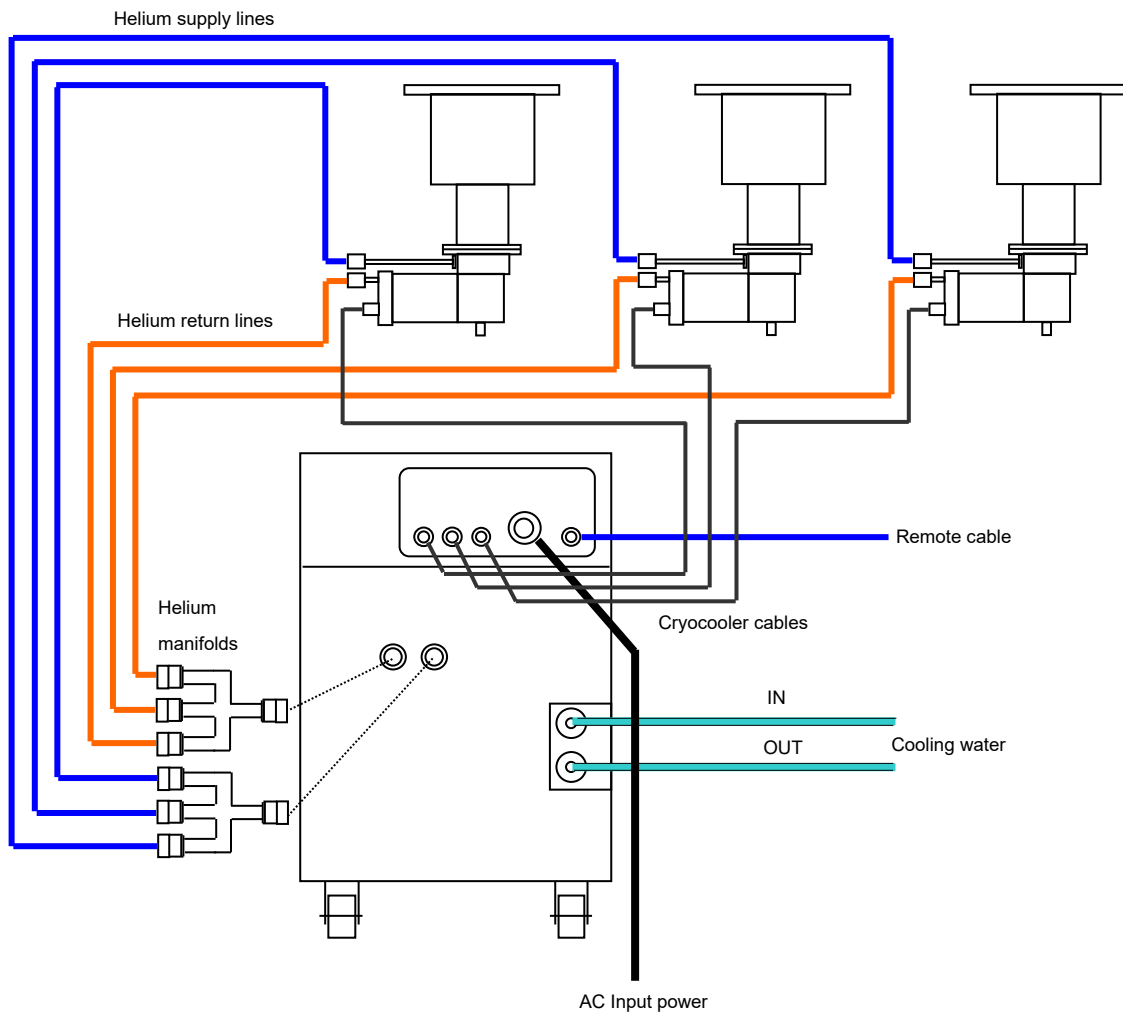 Helium supply lines
Helium return lines
Remote cable
Helium
manifolds
Cryocooler cables
IN
OUT
Cooling water
AC Input power